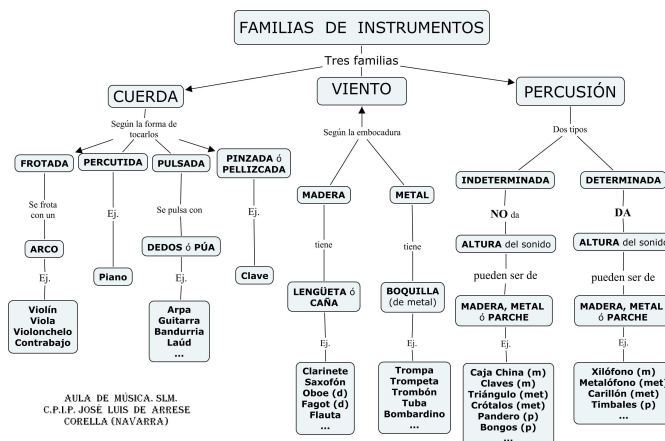 FAMILIAS DE INSTRUMENTOS
Tres familias
CUERDA
Según la forma de
tocarlos
FROTADA
Se frota
con un
ARCO
Ej.
Violín
Viola
Violonchelo
Contrabajo
PERCUTIDA
Ej.
Piano
PULSADA
Se pulsa con
DEDOS ó PÚA
Ej.
Arpa
Guitarra
Bandurria
Laúd
...
PINZADA ó
PELLIZCADA
Ej.
Clave
VIENTO
Según la embocadura
MADERA
tiene
LENGÜETA ó
CAÑA
Ej.
Clarinete
Saxofón
Oboe (d)
Fagot (d)
Flauta
...
METAL
tiene
BOQUILLA
(de metal)
Ej.
Trompa
Trompeta
Trombón
Tuba
Bombardino
...
PERCUSIÓN
Dos tipos
INDETERMINADA
NO da
ALTURA del sonido
pueden ser de
MADERA, METAL
ó PARCHE
Ej.
Caja China (m)
Claves (m)
Triángulo (met)
Crótalos (met)
Pandero (p)
Bongos (p)
...
DETERMINADA
DA
ALTURA del sonido
pueden ser de
MADERA, METAL
ó PARCHE
Ej.
Xilófono (m)
Metalófono (met)
Carillón (met)
Timbales (p)
...
AULA DE MÚSICA. SLM.
C.P.I.P. JOSÉ LUIS DE ARRESE
CORELLA (NAVARRA)